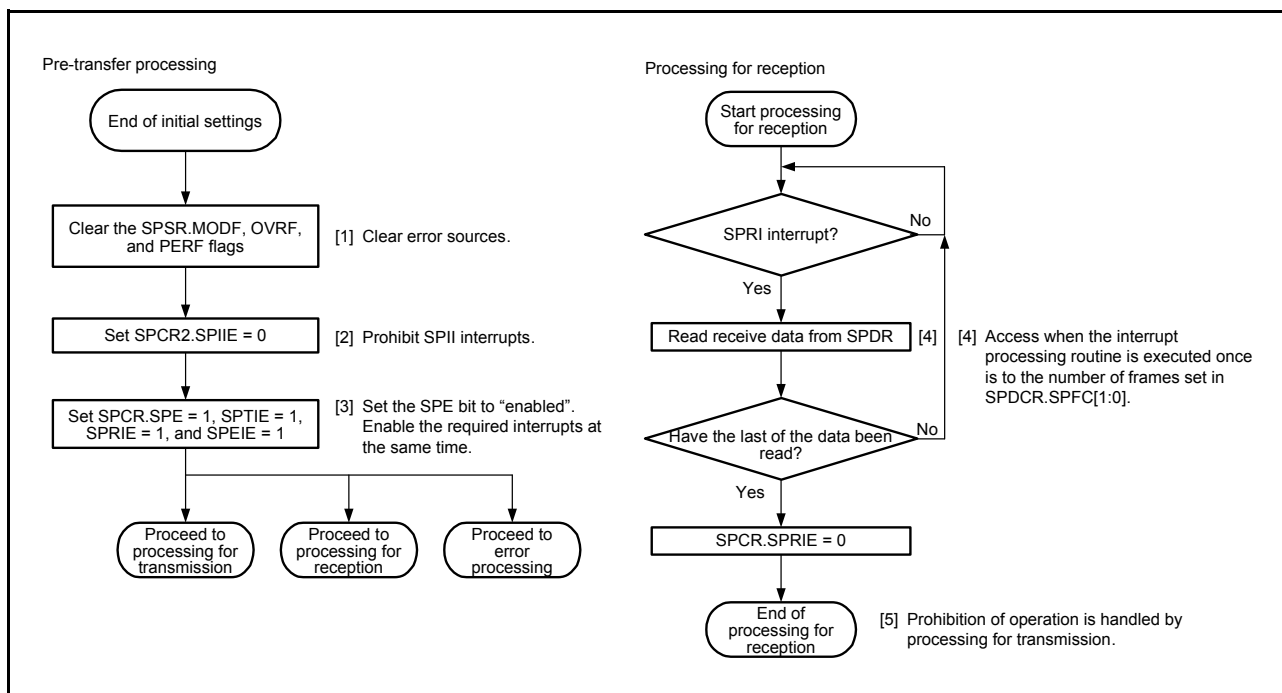 Pre-transfer processing
End of initial settings
Clear the SPSR.MODF, OVRF,
and PERF flags
[1] Clear error sources.
Set SPCR2.SPIIE = 0
[2] Prohibit SPII interrupts.
Set SPCR.SPE = 1, SPTIE = 1,
SPRIE = 1, and SPEIE = 1
[3] Set the SPE bit to “enabled”.
Enable the required interrupts at
the same time.
Proceed to
processing for
transmission
Proceed to
processing for
reception
Proceed to
error
processing
Processing for reception
Start processing
for reception
SPRI interrupt?
No
Yes
Read receive data from SPDR
[4]
[4] Access when the interrupt
processing routine is executed once
is to the number of frames set in
SPDCR.SPFC[1:0].
Have the last of the data been
read?
No
Yes
SPCR.SPRIE = 0
End of
processing for
reception
[5] Prohibition of operation is handled by
processing for transmission.